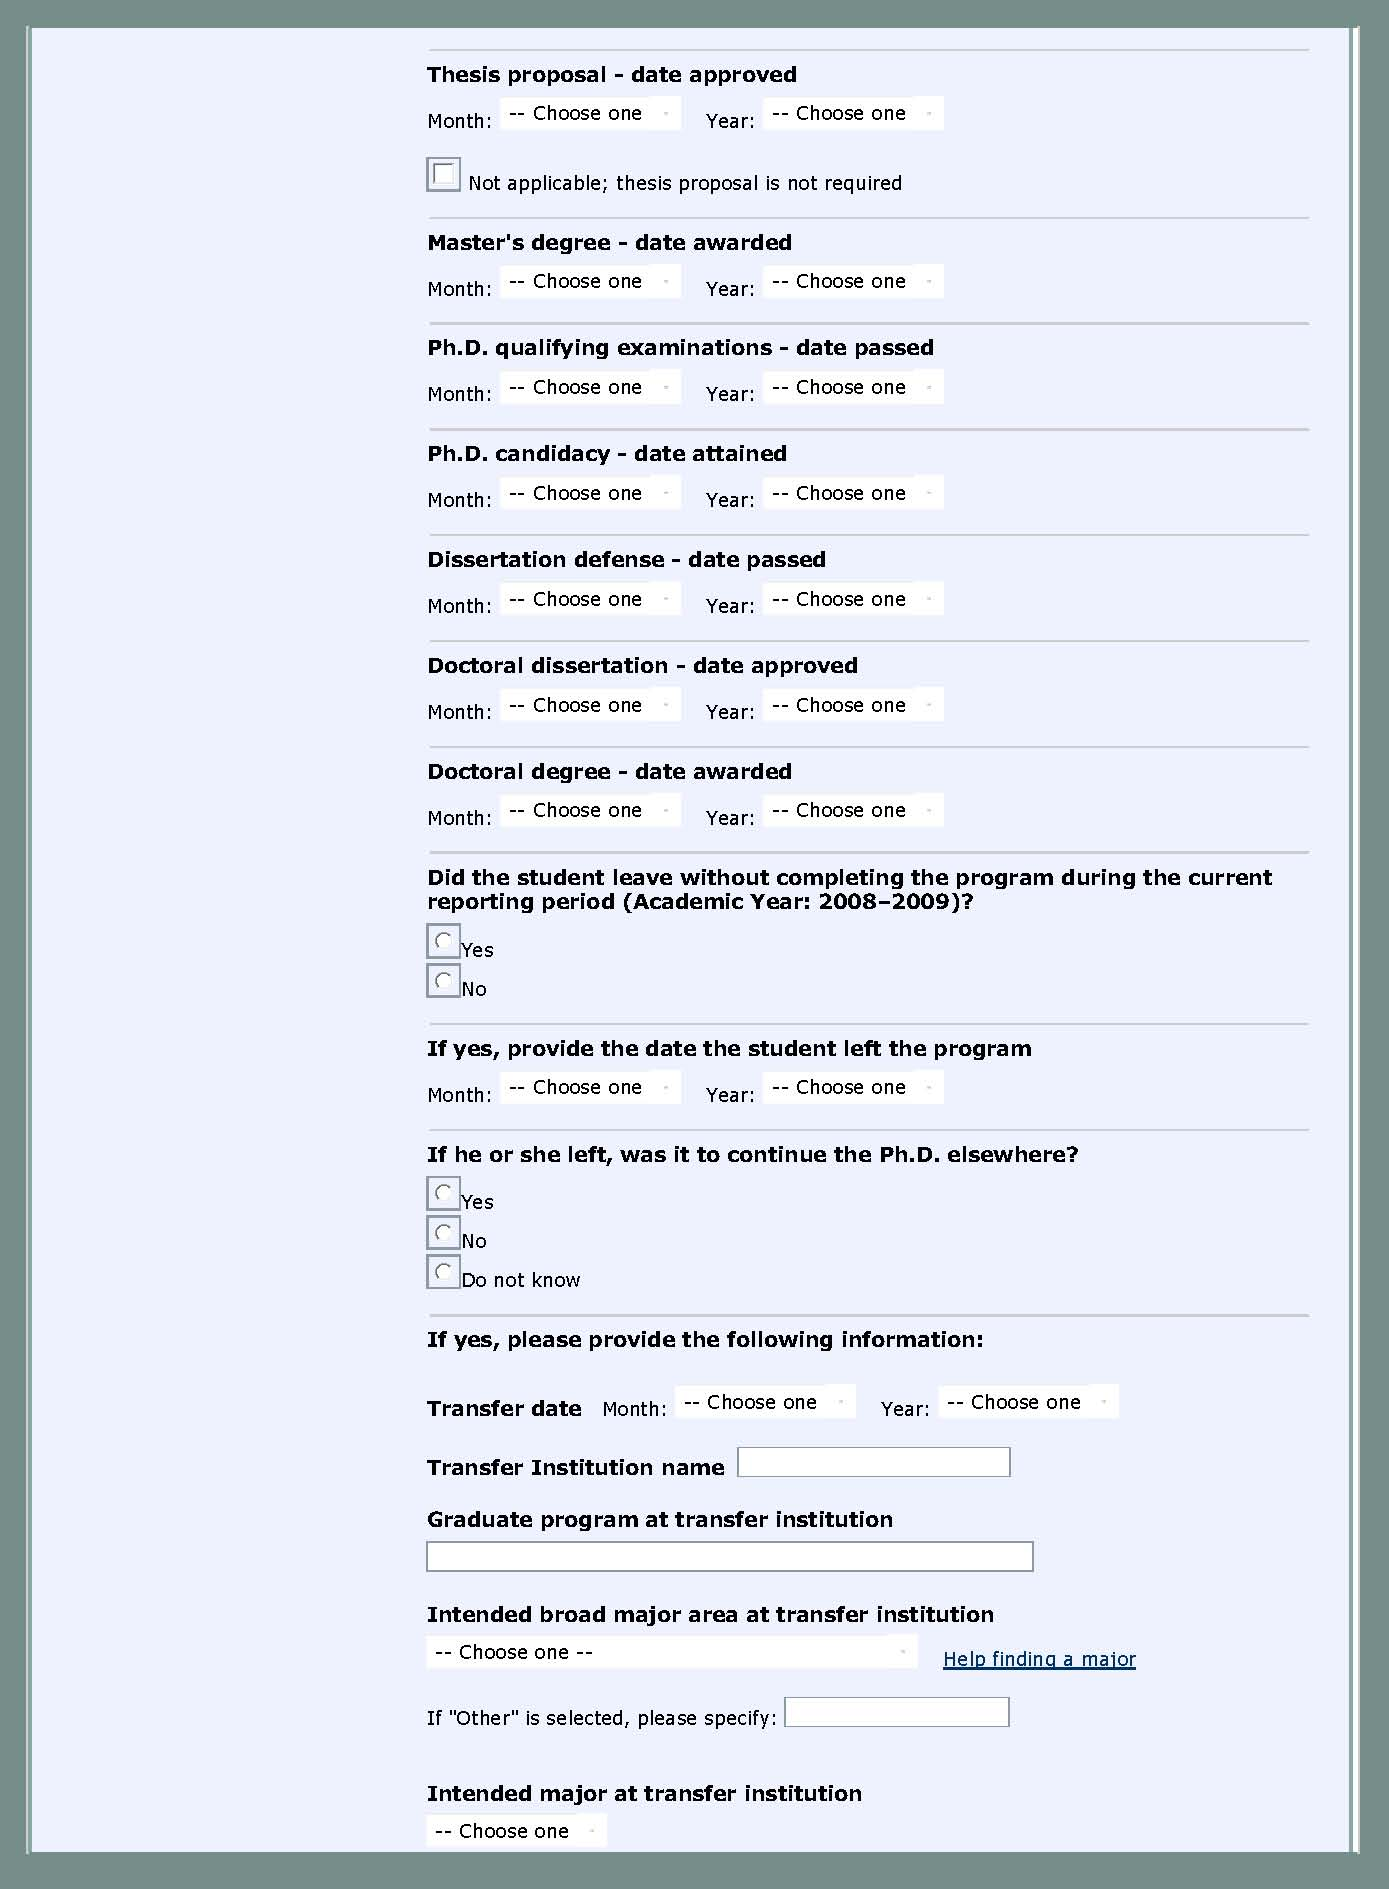 Thesis proposal - date approved
Month: -- Choose one Year: -- Choose one
Not applicable; thesis proposal is not required
Master's degree - date awarded
Month: -- Choose one Year: -- Choose one
Ph.D. qualifying examinations - date passed
Month: -- Choose one Year: -- Choose one
Ph.D. candidacy - date attained
Month: -- Choose one Year: -- Choose one
Dissertation defense - date passed
Month: -- Choose one Year: -- Choose one
Doctoral dissertation - date approved
Month: -- Choose one Year: -- Choose one
Doctoral degree - date awarded
Month: -- Choose one Year: -- Choose one
Did the student leave without completing the program during the current
reporting period (Academic Year: 2008–2009)?
Yes
No
If yes, provide the date the student left the program
Month: -- Choose one Year: -- Choose one
If he or she left, was it to continue the Ph.D. elsewhere?
Yes
No
Do not know
If yes, please provide the following information:
Transfer date Month: -- Choose one Year: -- Choose one
Transfer Institution name
Graduate program at transfer institution
Intended broad major area at transfer institution
-- Choose one -- Help finding a major
If "Other" is selected, please specify:
Intended major at transfer institution
-- Choose one